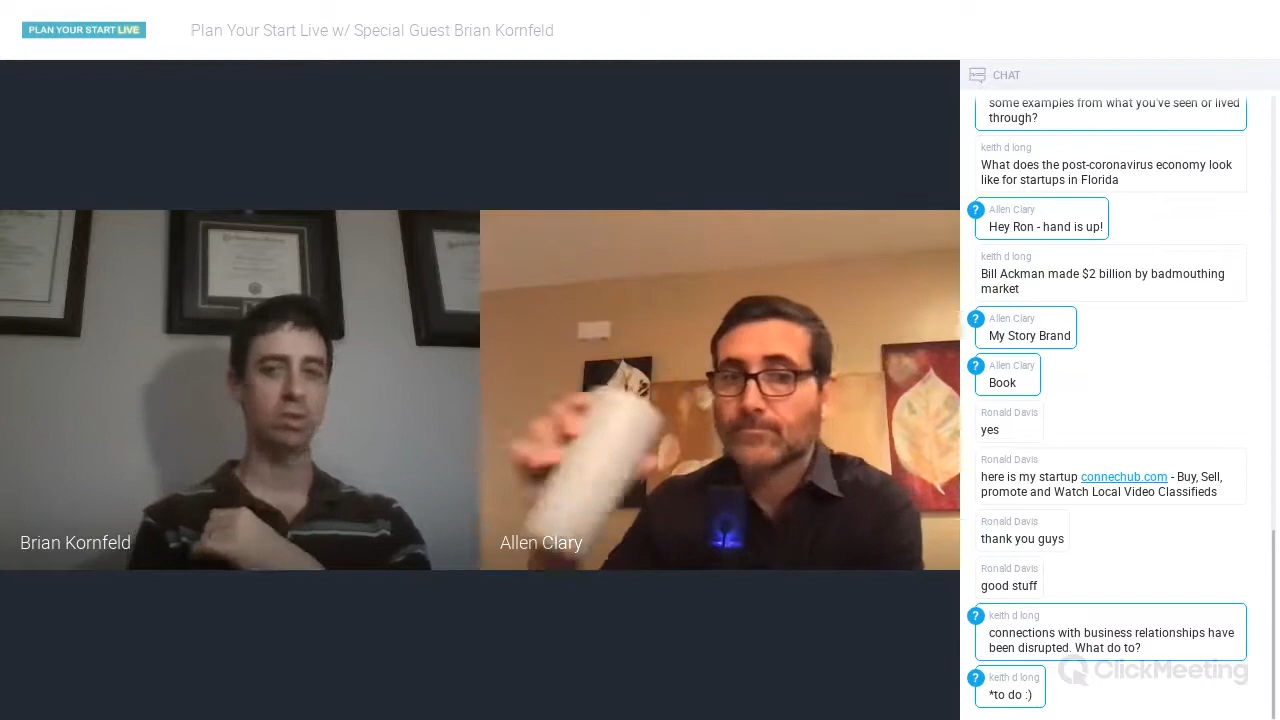 PLAN YOUR START LIVE
Plan Your Start Live w/ Special Guest Brian Kornfeld
CHAT
some examples from what you've seen or lived
through?
keith d long
What does the post-coronavirus economy look
like for startups in Florida
Allen Clary
Hey Ron - hand is up!
keith d long
Bill Ackman made $2 billion by badmouthing
market
Allen Clary
My Story Brand
Allen Clary
Book
Ronald Davis
yes
Ronald Davis
here is my startup connechub.com - Buy, Sell,
promote and Watch Local Video Classifieds
Ronald Davis
thank you guys
Ronald Davis
good stuff
keith d long
connections with business relationships have
been disrupted. What do to?
keith d long
*to do :)
ClickMeeting
Brian Kornfeld
Allen Clary